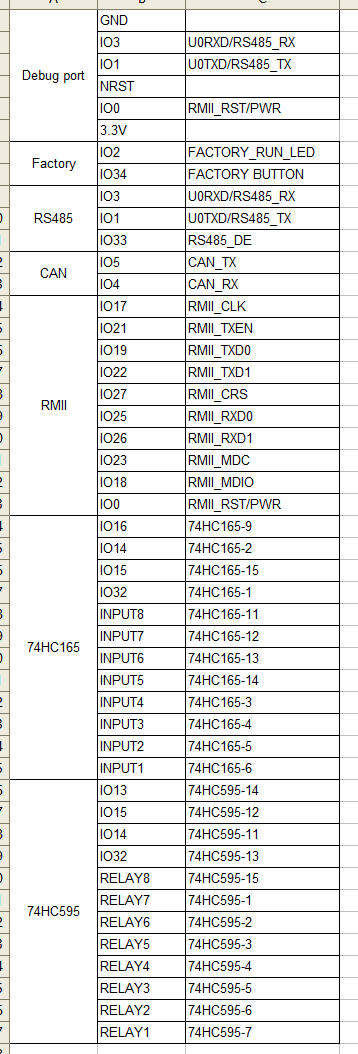 GND
Debug port IO3 U0RXD/RS485_RX
IO1 U0TXD/RS485_TX
NRST
IO0 RMII_RST/PWR
3.3V
Factory IO2 FACTORY_RUN_LED
IO34 FACTORY BUTTON
RS485 IO3 U0RXD/RS485_RX
IO1 U0TXD/RS485_TX
IO33 RS485_DE
CAN IO5 CAN_TX
IO4 CAN_RX
RMII IO17 RMII_CLK
IO21 RMII_TXEN
IO19 RMII_TXD0
IO22 RMII_TXD1
IO27 RMII_CRS
IO25 RMII_RXD0
IO26 RMII_RXD1
IO23 RMII_MDC
IO18 RMII_MDIO
IO0 RMII_RST/PWR
74HC165 IO16 74HC165-9
IO14 74HC165-2
IO15 74HC165-15
IO32 74HC165-1
INPUT8 74HC165-11
INPUT7 74HC165-12
INPUT6 74HC165-13
INPUT5 74HC165-14
INPUT4 74HC165-3
INPUT3 74HC165-4
INPUT2 74HC165-5
INPUT1 74HC165-6
74HC595 IO13 74HC595-14
IO15 74HC595-12
IO14 74HC595-11
IO32 74HC595-13
RELAY8 74HC595-15
RELAY7 74HC595-1
RELAY6 74HC595-2
RELAY5 74HC595-3
RELAY4 74HC595-4
RELAY3 74HC595-5
RELAY2 74HC595-6
RELAY1 74HC595-7